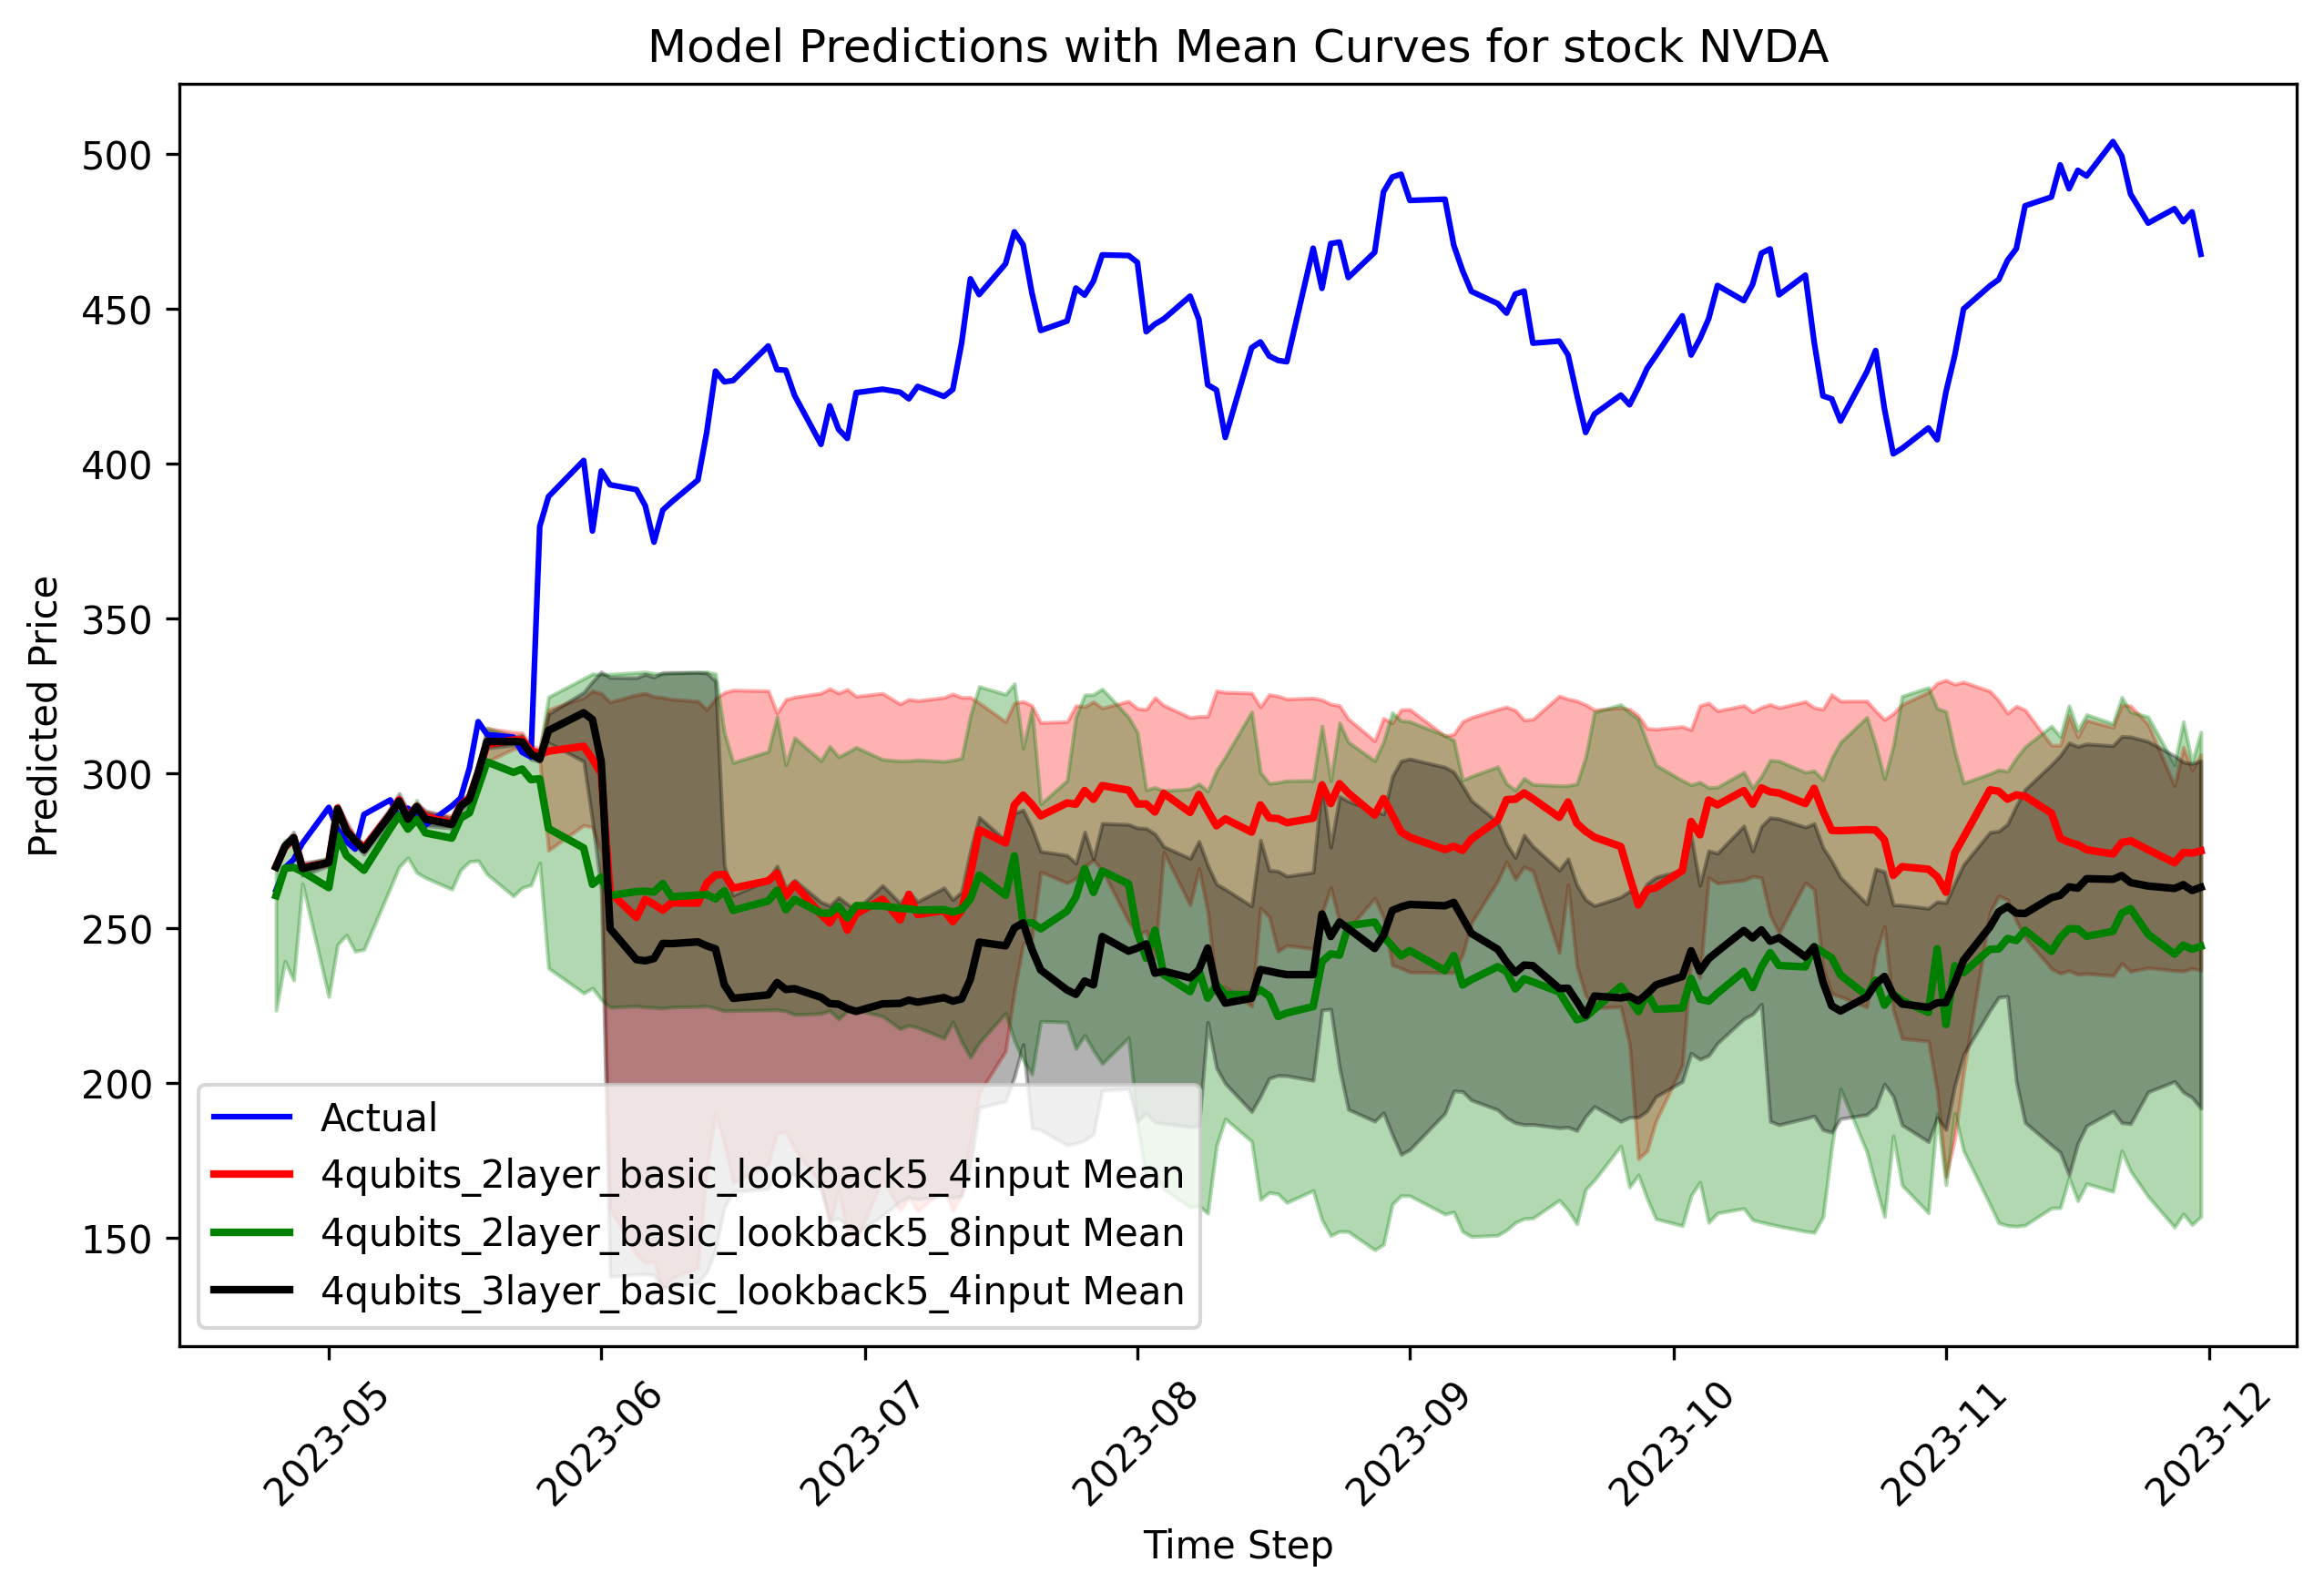 Model Predictions with Mean Curves for stock NVDA
Predicted Price
500
450
400
350
300
250
200
150
Actual
4qubits_2layer_basic_lookback5_4input Mean
4qubits_2layer_basic_lookback5_8input Mean
4qubits_3layer_basic_lookback5_4input Mean
2023-05
2023-06
2023-07
2023-08
2023-09
2023-10
2023-11
2023-12
Time Step